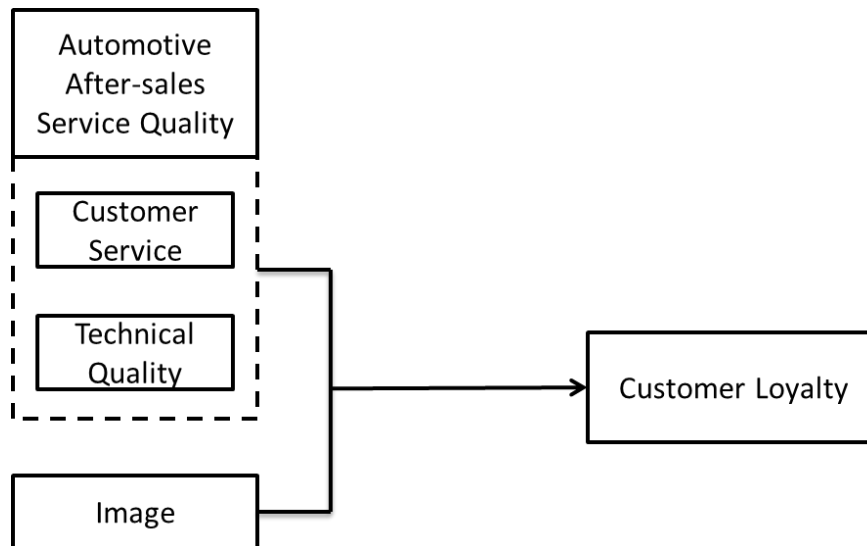 Automotive
After-sales
Service Quality
Customer
Service
Technical
Quality
Customer Loyalty
Image